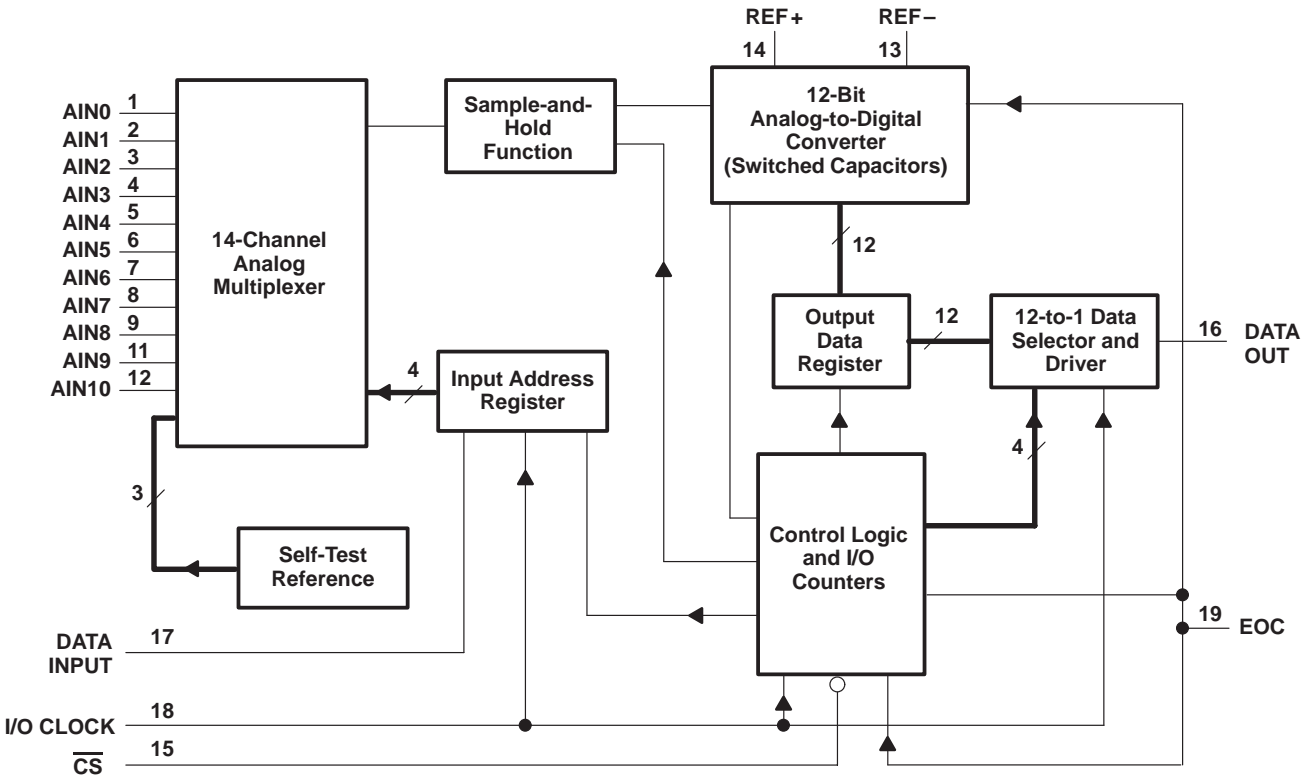 REF+
REF–
14
13
12-Bit
Analog-to-Digital
Converter
(Switched Capacitors)
Sample-and-
Hold
Function
AIN0
1
AIN1
2
AIN2
3
AIN3
4
AIN4
5
AIN5
6
AIN6
7
AIN7
8
AIN8
9
AIN9
11
AIN10
12
14-Channel
Analog
Multiplexer
12
Output
Data
Register
12
12-to-1 Data
Selector and
Driver
16
DATA
OUT
4
Input Address
Register
4
3
Self-Test
Reference
Control Logic
and I/O
Counters
19
EOC
DATA
INPUT
17
I/O CLOCK
18
CS
15